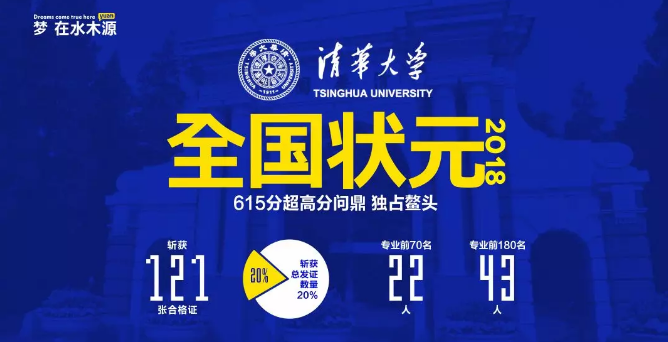 Dreams come true here yuan
梦 在水木源
清华大学
TSINGHUA UNIVERSITY
全国状元
2018
615分超高分问鼎 独占鳌头
斩获
121
张合格证
20%
斩获
总发证
数量
20%
专业前70名
22
人
专业前180名
43
人